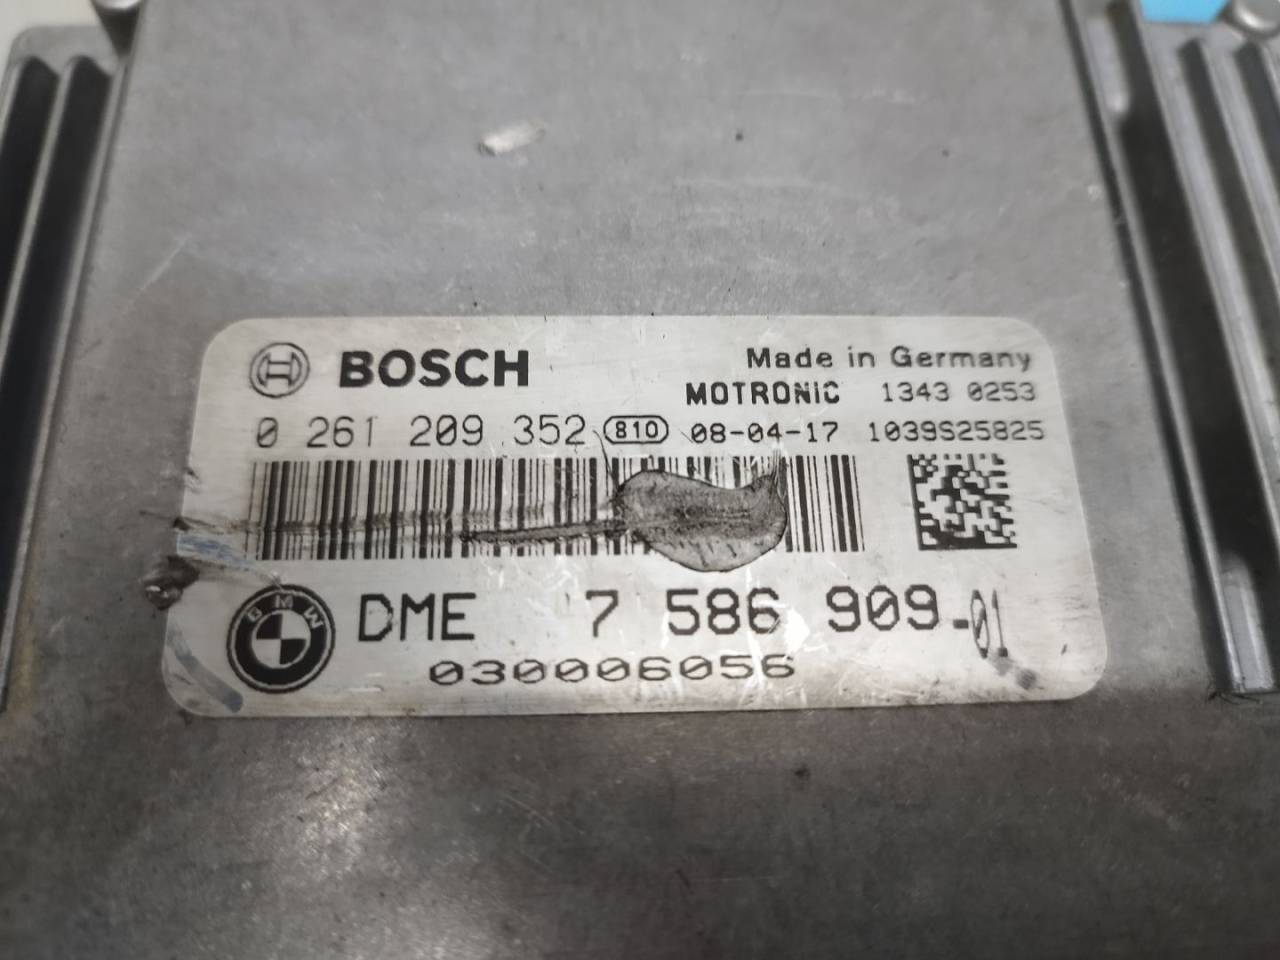 BOSCH
Made in Germany
MOTRONIC 1343 0253
0 261 209 352 810 08-04-17 1039S25825
BMW
DME 7 586 909-01
030006056